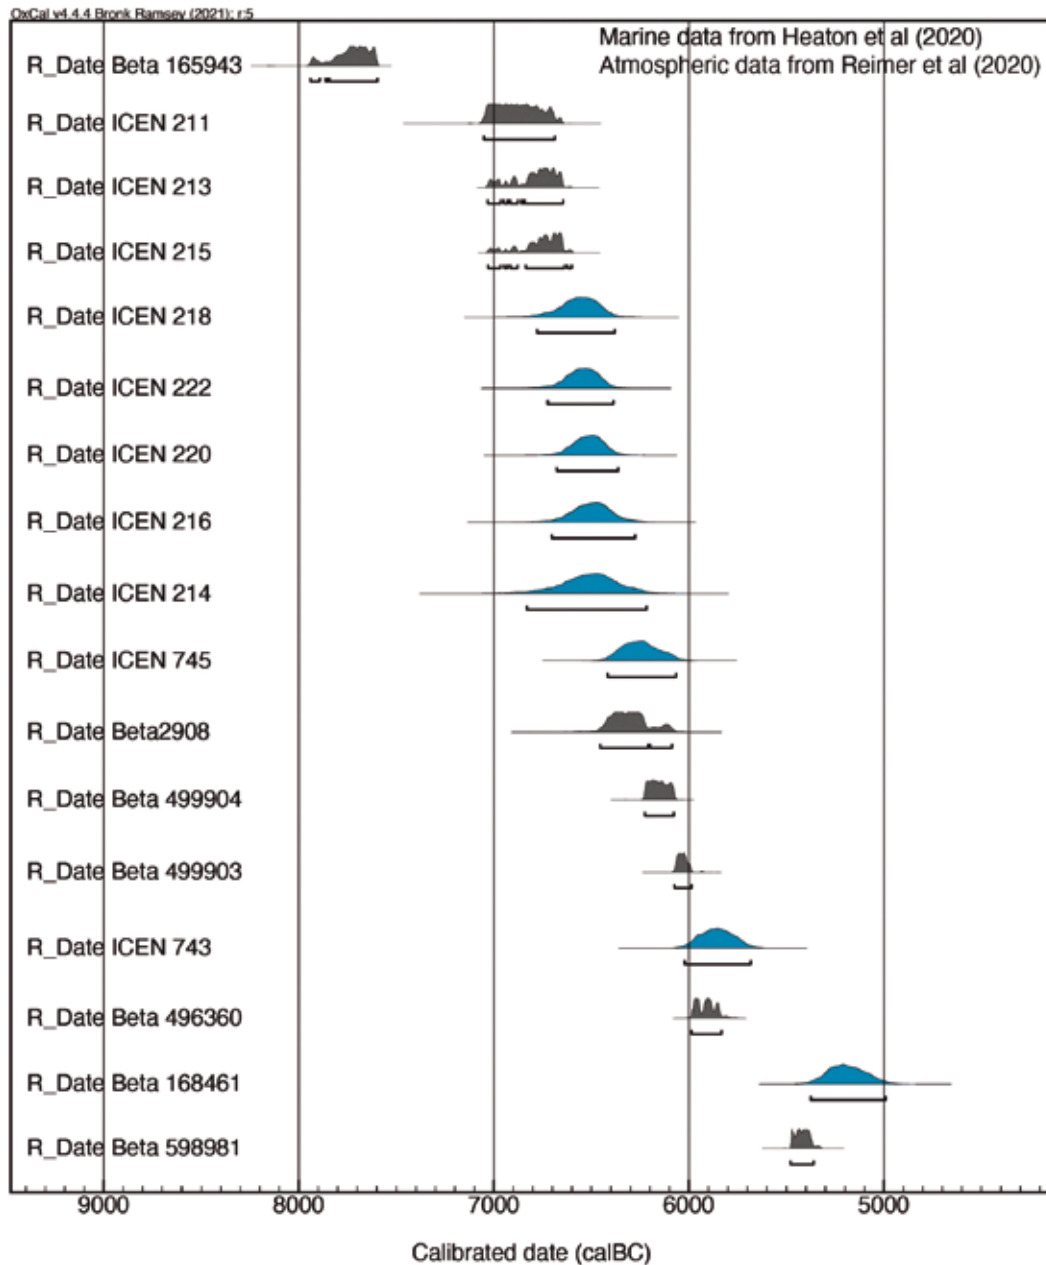 OxCal v4.4.4 Bronk Ramsey (2021); r:5
Marine data from Heaton et al (2020)
Atmospheric data from Reimer et al (2020)
R_Date Beta 165943
R_Date ICEN 211
R_Date ICEN 213
R_Date ICEN 215
R_Date ICEN 218
R_Date ICEN 222
R_Date ICEN 220
R_Date ICEN 216
R_Date ICEN 214
R_Date ICEN 745
R_Date Beta2908
R_Date Beta 499904
R_Date Beta 499903
R_Date ICEN 743
R_Date Beta 496360
R_Date Beta 168461
R_Date Beta 598981
9000 8000 7000 6000 5000
Calibrated date (calBC)